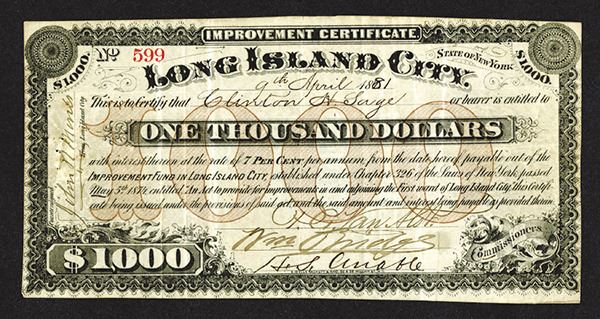 IMPROVEMENT CERTIFICATE
$1000.
No 599
LONG ISLAND CITY.
STATE OF NEW YORK
$1000.
9th April 1881
This is to certify that Clinton H. Sage or bearer is entitled to
ONE THOUSAND DOLLARS
1000
with interest thereon at the rate of 7 PER CENT, per annum, from the date hereof payable out of the
IMPROVEMENT FUND IN LONG ISLAND CITY, established under Chapter 326 of the Laws of New York passed
May 5th 1874, entitled "An Act to provide for improvements in and adjoining the First ward of Long Island City, this Certifi-
cate being issued under the provisions of said act, and the said amount and interest being payable as provided therein
$1000
Commissioners